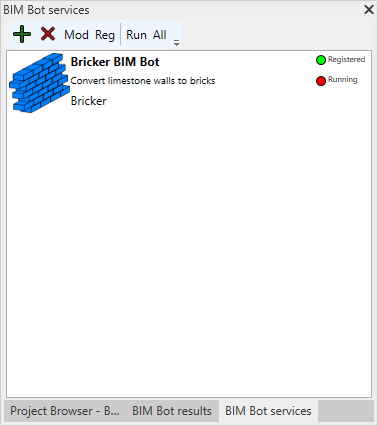 BIM Bot services
Mod Reg Run All
Bricker BIM Bot
Registered
Convert limestone walls to bricks
Running
Bricker
Project Browser - B... BIM Bot results BIM Bot services